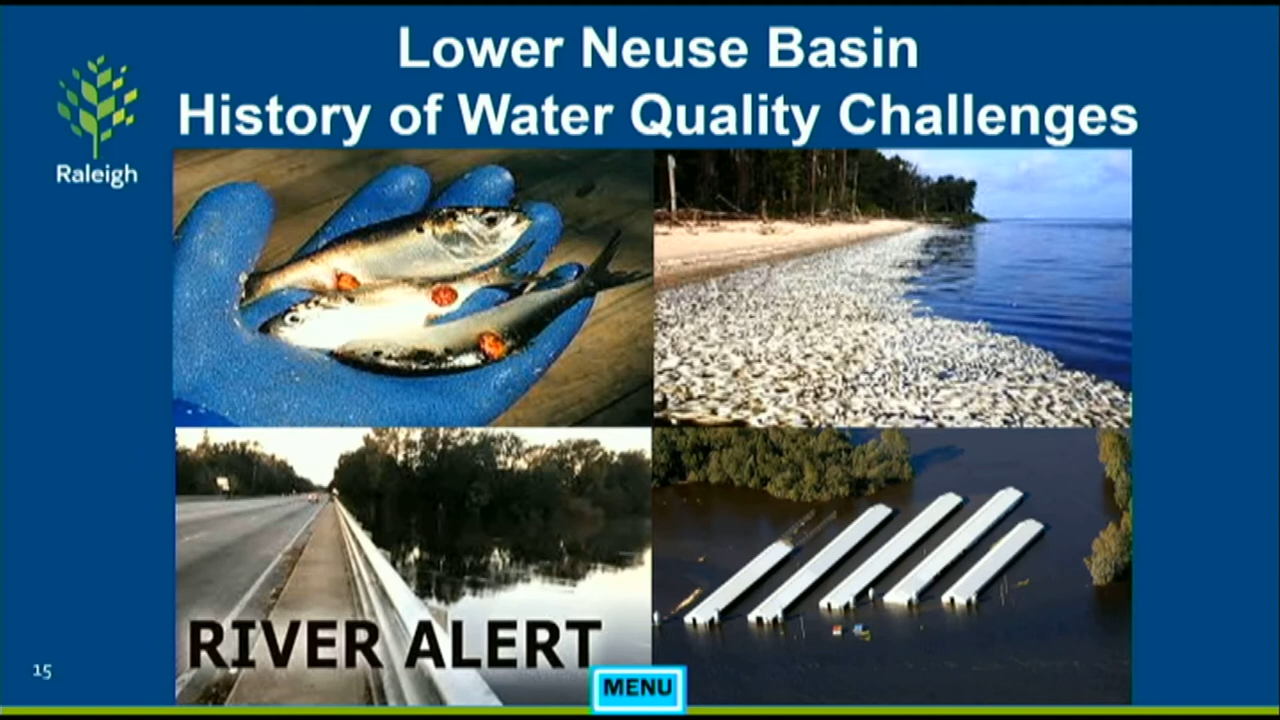 Lower Neuse Basin
History of Water Quality Challenges
Raleigh
RIVER ALERT
15
MENU